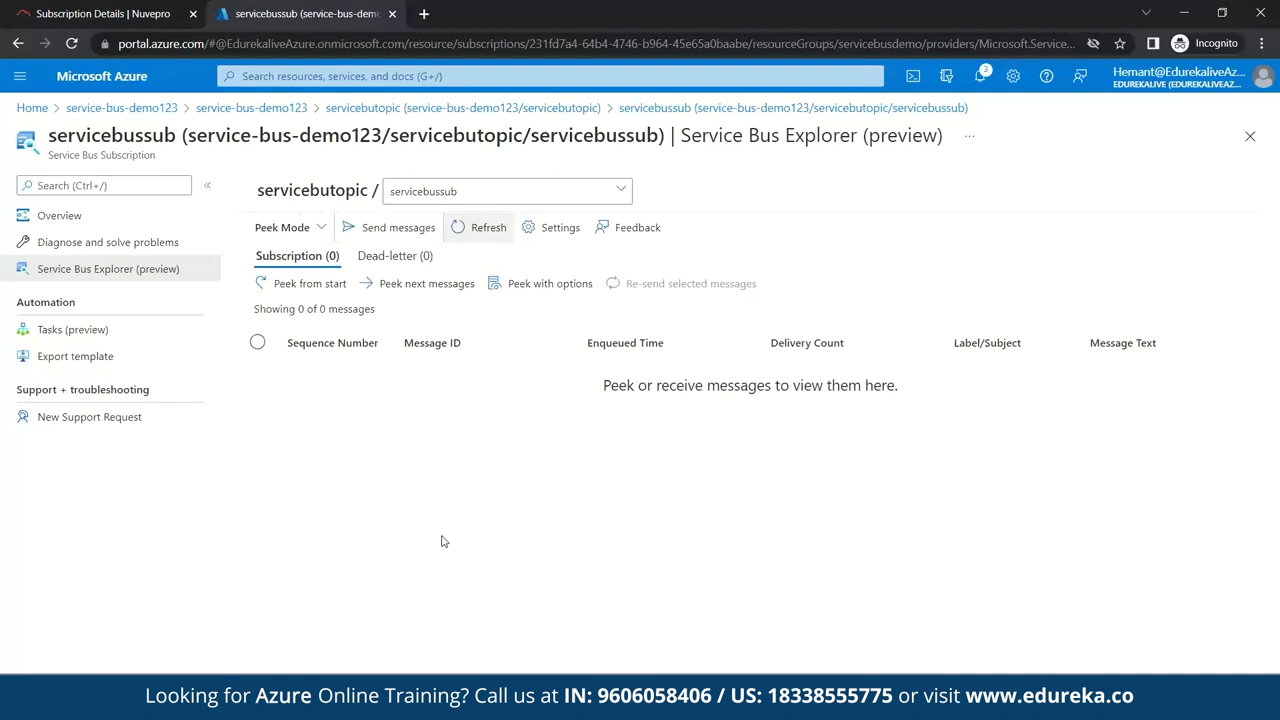 Subscription Details | Nuvepro
servicebussub (service-bus-demo
portal.azure.com/#@EdurekaliveAzure.onmicrosoft.com/resource/subscriptions/231fd7a4-64b4-4746-b964-45e65a0baabe/resourceGroups/servicebusdemo/providers/Microsoft.Service...
Incognito
Microsoft Azure
Search resources, services, and docs (G+/)
3
Hemant@EdurekaliveAz...
EDUREKALIVE (EDUREKALIVEAZ...
Home > service-bus-demo123 > service-bus-demo123 > servicebutopic (service-bus-demo123/servicebutopic) > servicebussub (service-bus-demo123/servicebutopic/servicebussub)
servicebussub (service-bus-demo123/servicebutopic/servicebussub) | Service Bus Explorer (preview) ...
Service Bus Subscription
Search (Ctrl+/)
Overview
Diagnose and solve problems
Service Bus Explorer (preview)
Automation
Tasks (preview)
Export template
Support + troubleshooting
New Support Request
servicebutopic / servicebussub
Peek Mode Send messages Refresh Settings Feedback
Subscription (0) Dead-letter (0)
Peek from start Peek next messages Peek with options Re-send selected messages
Showing 0 of 0 messages
Sequence Number Message ID Enqueued Time Delivery Count Label/Subject Message Text
Peek or receive messages to view them here.
Looking for Azure Online Training? Call us at IN: 9606058406 / US: 18338555775 or visit www.edureka.co